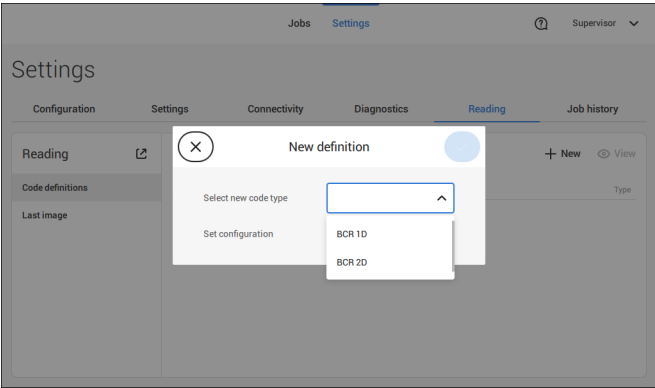 Jobs Settings Supervisor
Settings
Configuration Settings Connectivity Diagnostics Reading Job history
Reading
New definition
New View
Code definitions
Type
Select new code type
Last image
Set configuration
BCR 1D
BCR 2D